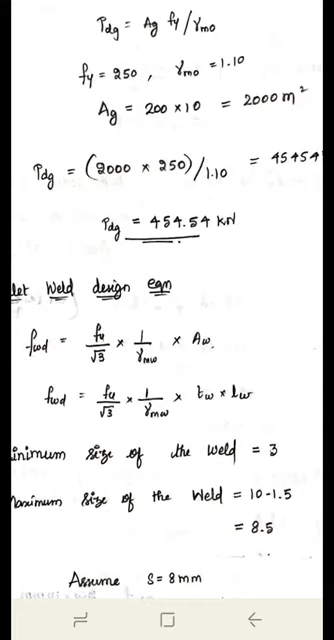 Pdg = Ag fy/γmo
fy = 250 , γmo = 1.10
Ag = 200 × 10 = 2000 m²
Pdg = (2000 × 250)/1.10 = 45454
Pdg = 454.54 kN
let Weld design eqn
fwd = fu/√3 × 1/γmw × Aw.
fwd = fu/√3 × 1/γmw × tw × lw
inimum size of the weld = 3
aximum size of the Weld = 10-1.5
= 8.5
Assume S = 8 mm